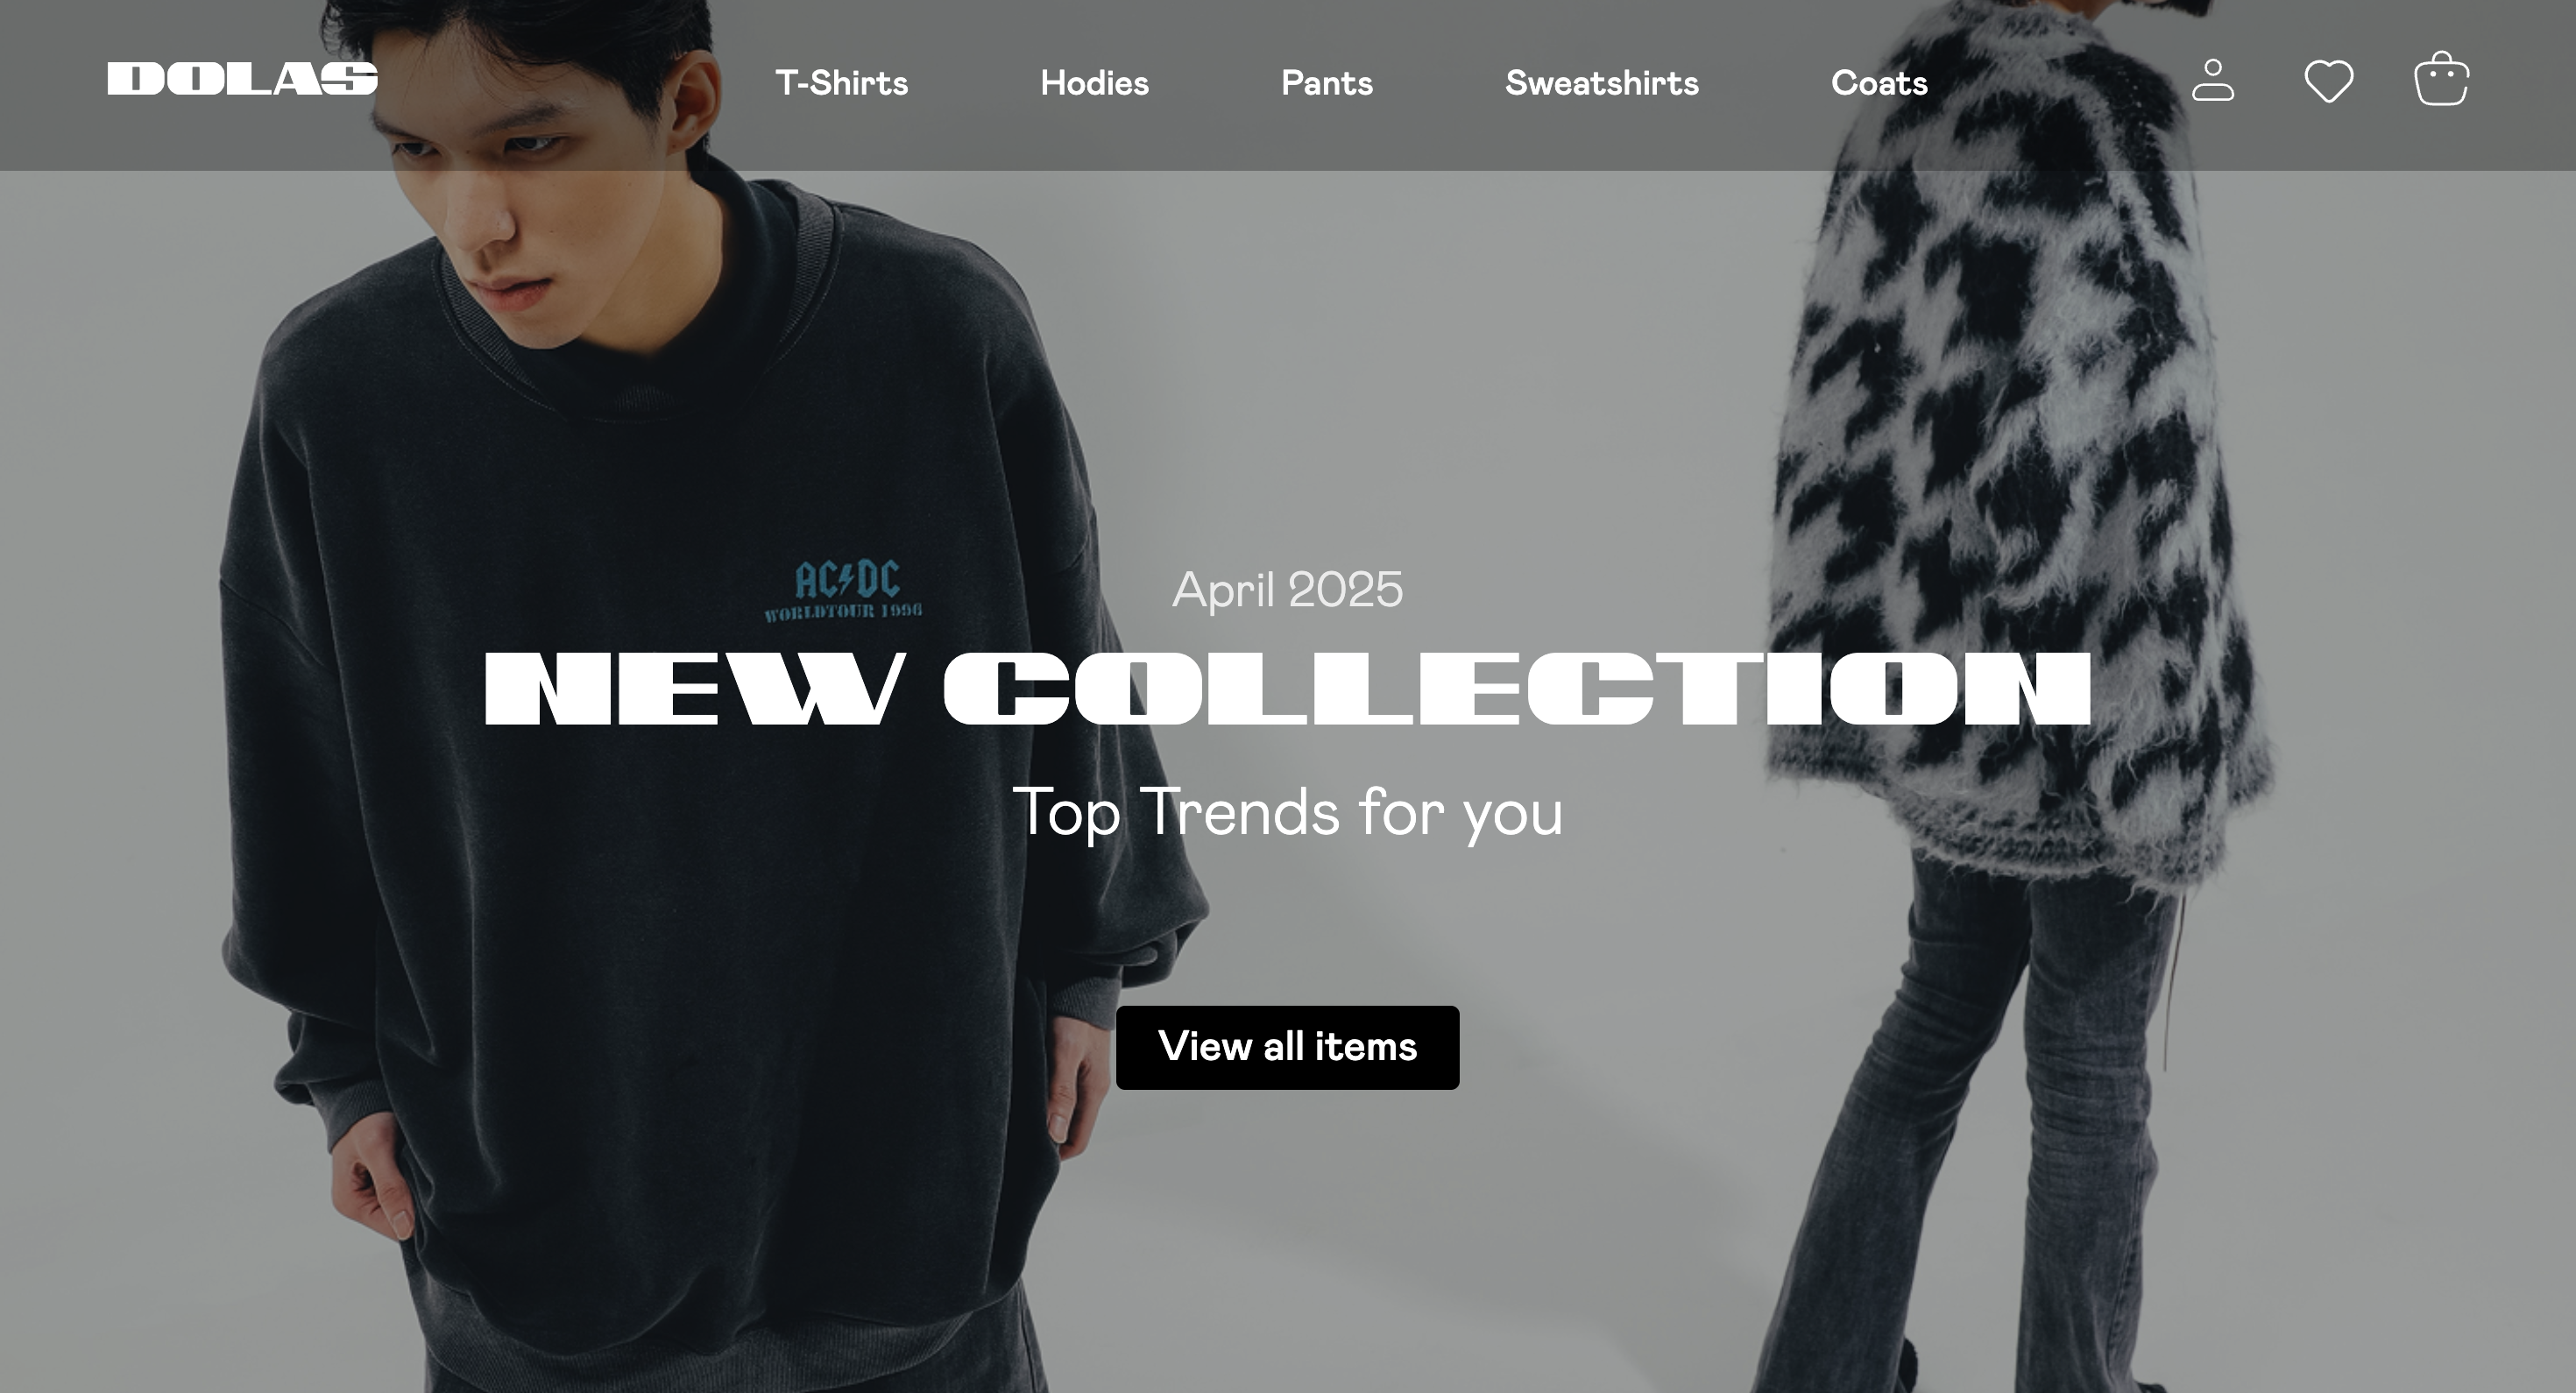 DOLAS
T-Shirts
Hodies
Pants
Sweatshirts
Coats
AC DC
WORLDTOUR 1996
April 2025
NEW COLLECTION
Top Trends for you
View all items